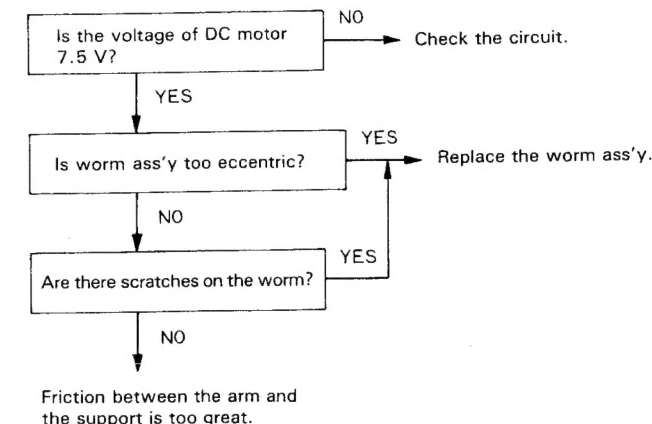 NO
Is the voltage of DC motor
7.5 V?
Check the circuit.
YES
YES
Is worm ass'y too eccentric?
Replace the worm ass'y.
NO
YES
Are there scratches on the worm?
NO
Friction between the arm and
the support is too great.